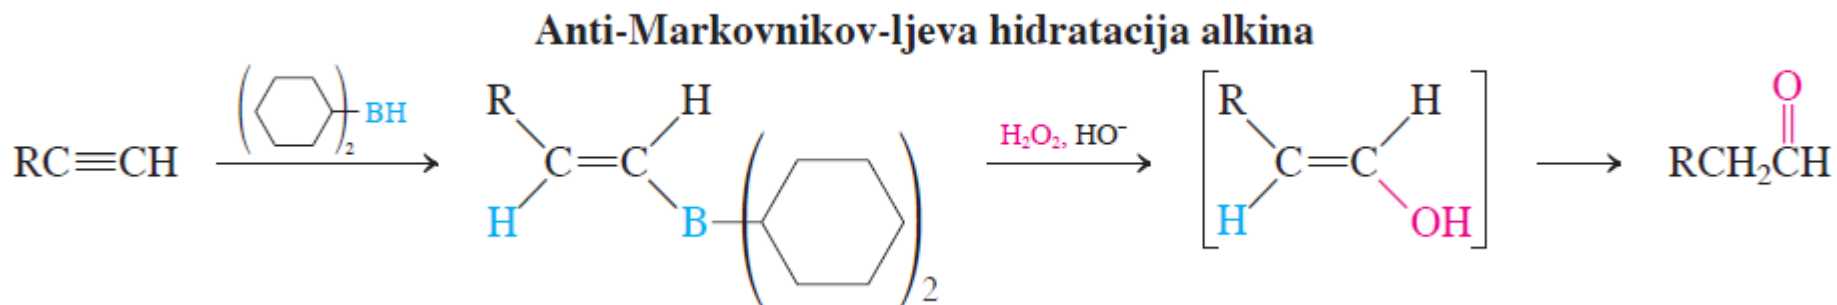 Anti-Markovnikov-ljeva hidratacija alkina
RC≡CH
( BH )₂
R H
C=C
H B ( )₂
H₂O₂, HO⁻
[ R H
C=C
H OH ]
O
RCH₂CH